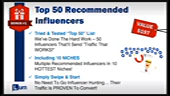 Top 50 Recommended
Influencers
VALUE
$197
• Tried & Tested "Top 50" List
We've Done The Hard Work – 50
Influencers That'll Send 'Traffic That
WORKS!'
• Including 10 NICHES
Multiple Recommended Influencers In 10
HOTTEST Niches!
• Simply Swipe & Start
No Need To Go Influencer Hunting... Their
Traffic IS PROVEN To Convert!